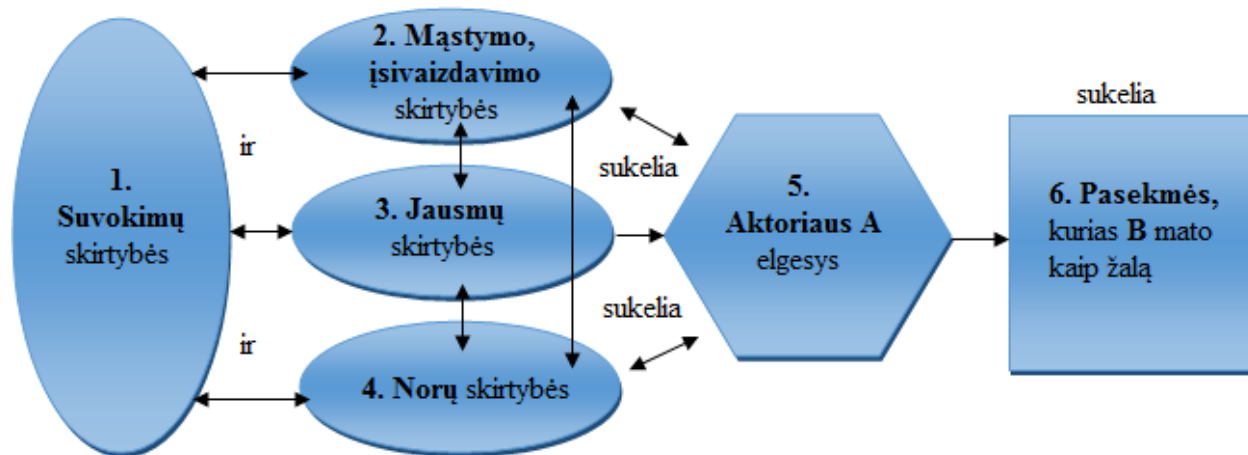 1.
Suvokimų
skirtybės
ir
ir
2. Mąstymo,
įsivaizdavimo
skirtybės
3. Jausmų
skirtybės
4. Norų skirtybės
sukelia
sukelia
5.
Aktoriaus A
elgesys
sukelia
6. Pasekmės,
kurias B mato
kaip žalą